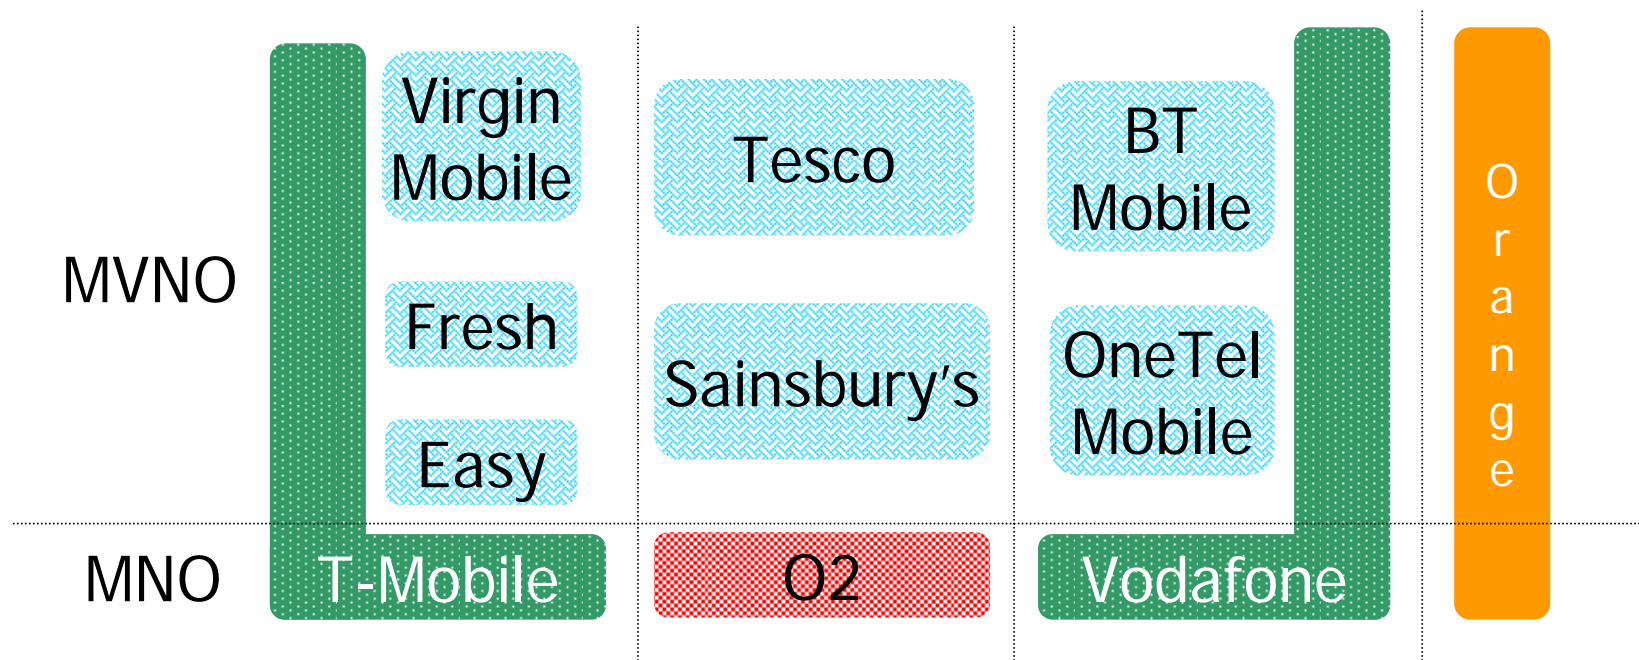 MVNO
Virgin
Mobile
Fresh
Easy
Tesco
Sainsbury's
BT
Mobile
OneTel
Mobile
O
r
a
n
g
e
MNO
T-Mobile
O2
Vodafone